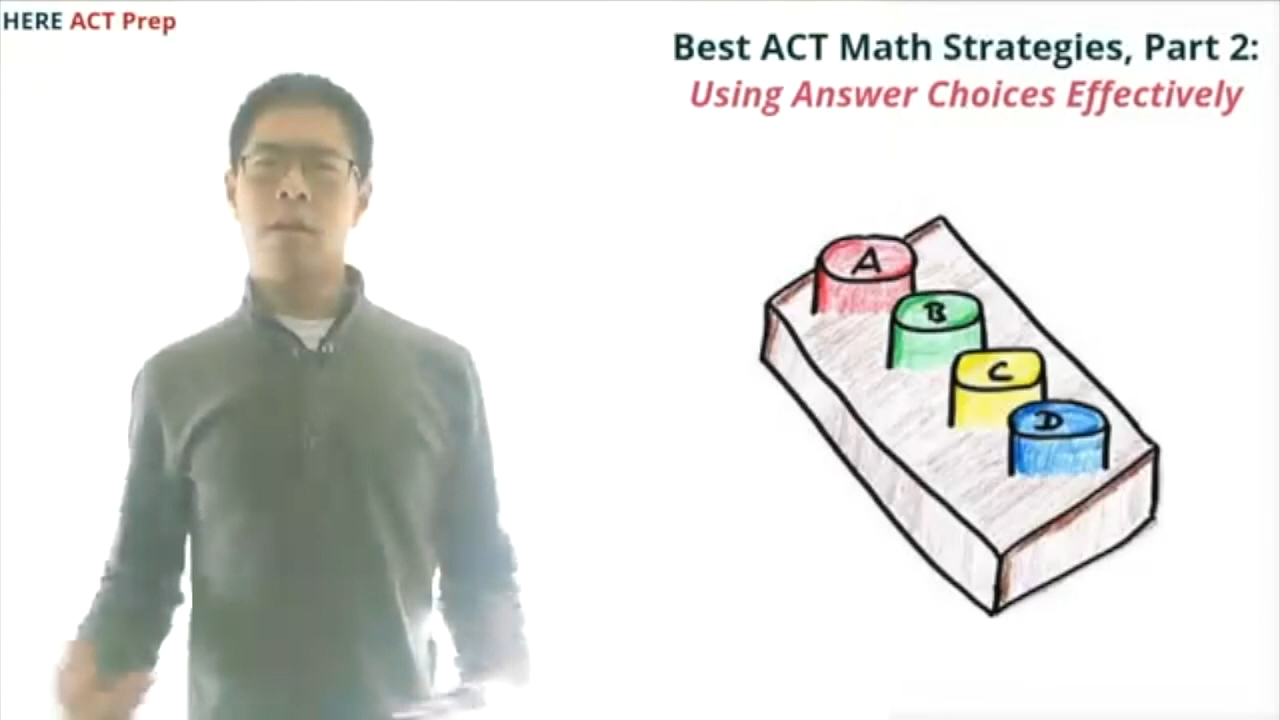 HERE ACT Prep
Best ACT Math Strategies, Part 2:
Using Answer Choices Effectively
A
B
C
D